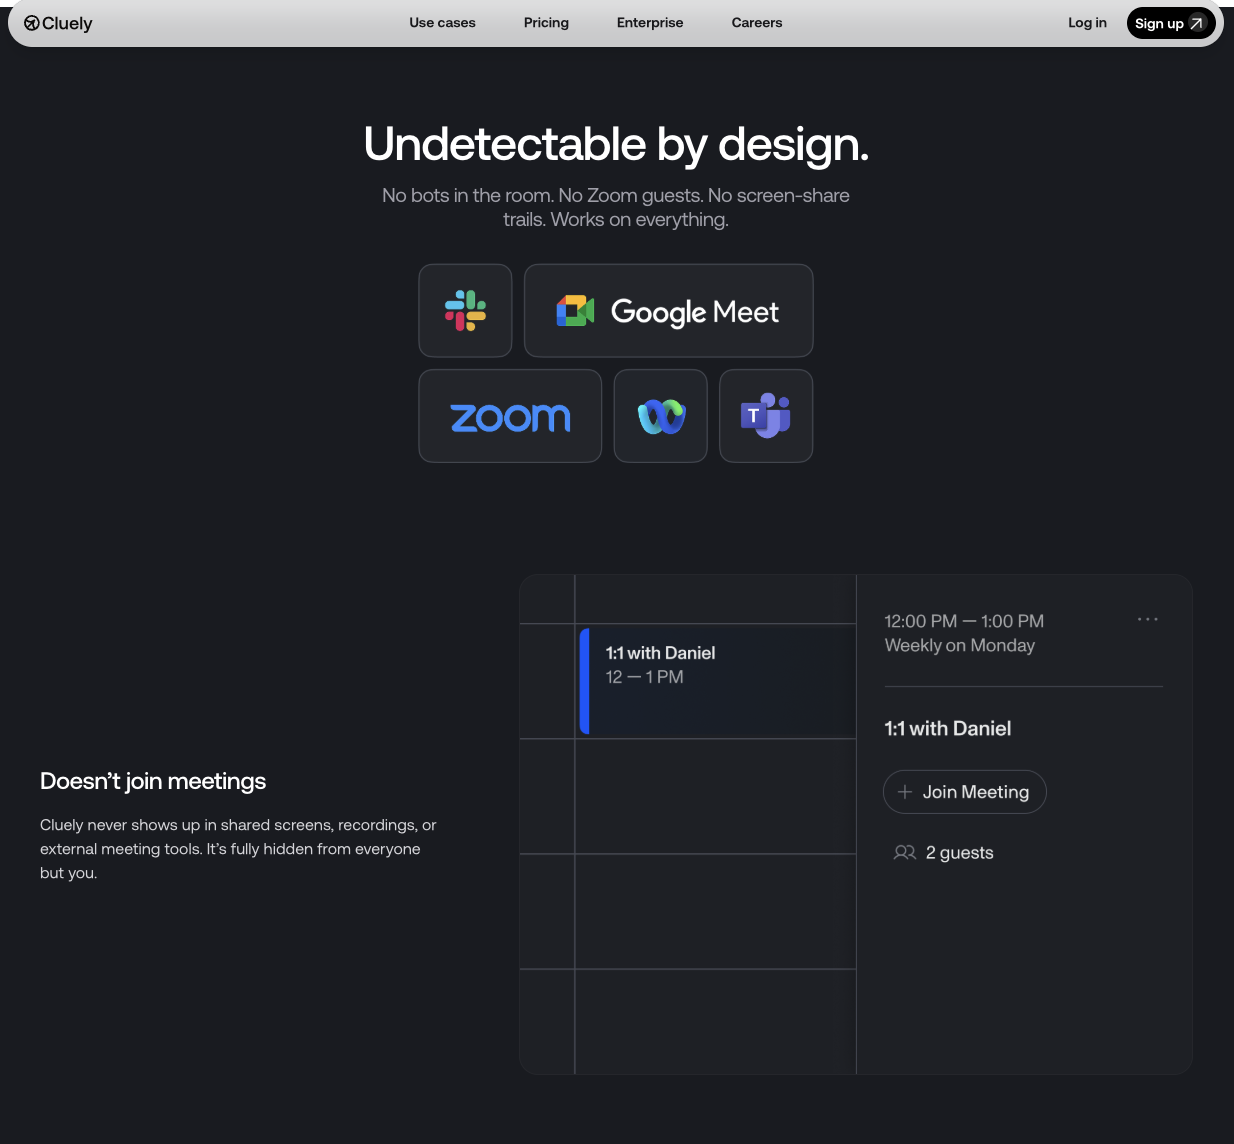 Cluely
Use cases
Pricing
Enterprise
Careers
Log in
Sign up
Undetectable by design.
No bots in the room. No Zoom guests. No screen-share
trails. Works on everything.
Google Meet
zoom
T
12:00 PM — 1:00 PM
Weekly on Monday
1:1 with Daniel
12 — 1 PM
1:1 with Daniel
Join Meeting
2 guests
Doesn’t join meetings
Cluely never shows up in shared screens, recordings, or
external meeting tools. It’s fully hidden from everyone
but you.